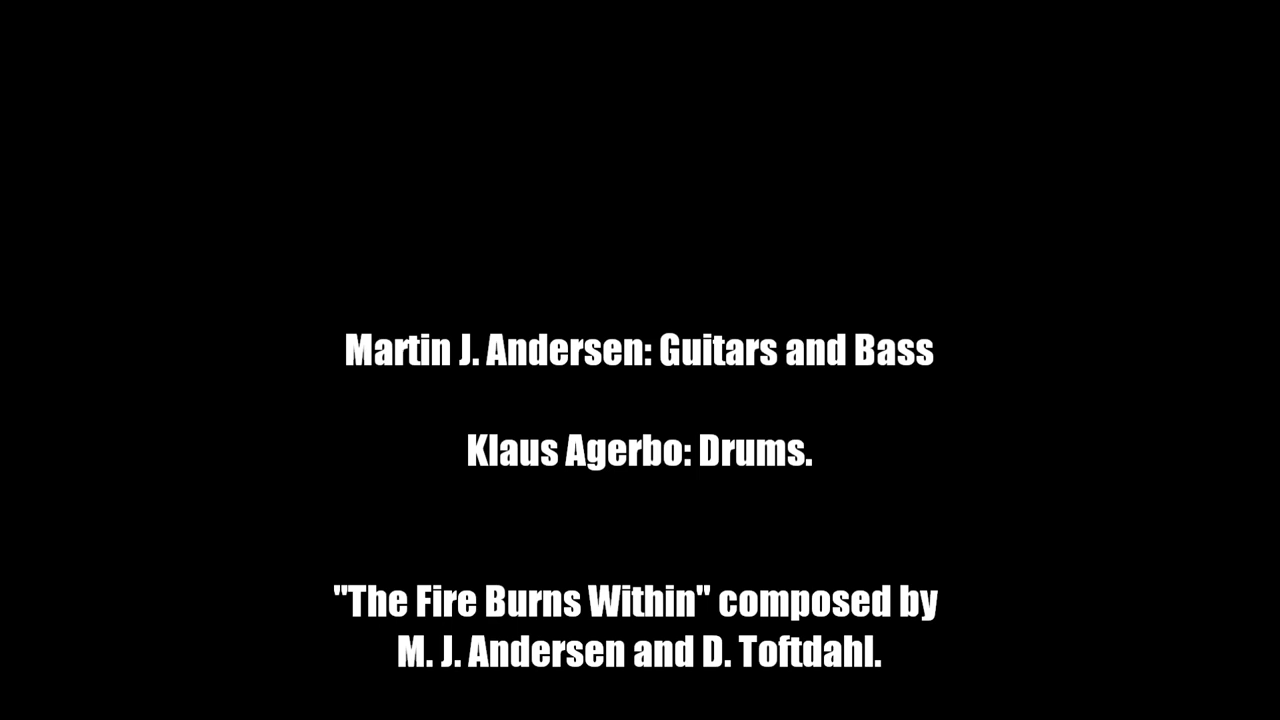 Martin J. Andersen: Guitars and Bass
Klaus Agerbo: Drums.
"The Fire Burns Within" composed by
M. J. Andersen and D. Toftdahl.